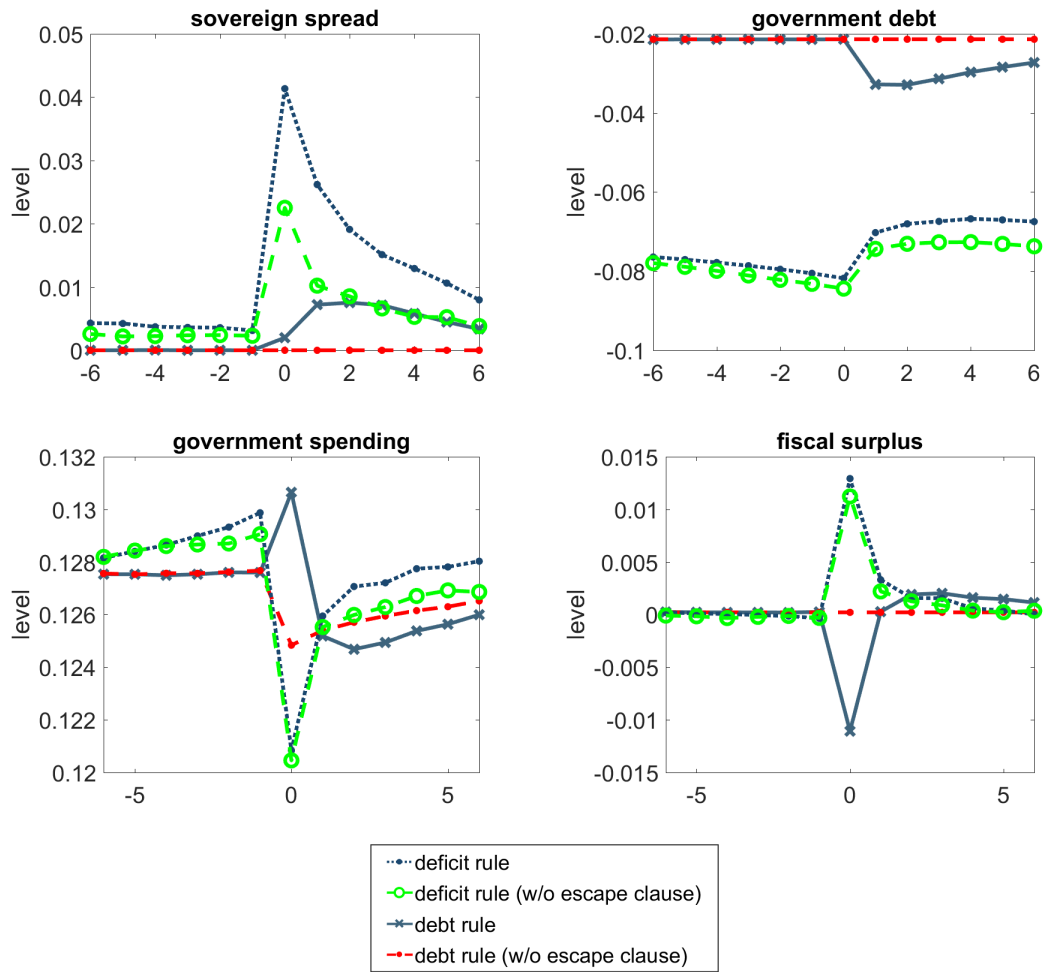 sovereign spread
0.05
0.04
0.03
0.02
0.01
0
level
-6 -4 -2 0 2 4 6
government debt
-0.02
-0.04
-0.06
-0.08
-0.1
level
-6 -4 -2 0 2 4 6
government spending
0.132
0.13
0.128
0.126
0.124
0.122
0.12
level
-5 0 5
fiscal surplus
0.015
0.01
0.005
0
-0.005
-0.01
-0.015
level
-5 0 5
deficit rule
deficit rule (w/o escape clause)
debt rule
debt rule (w/o escape clause)